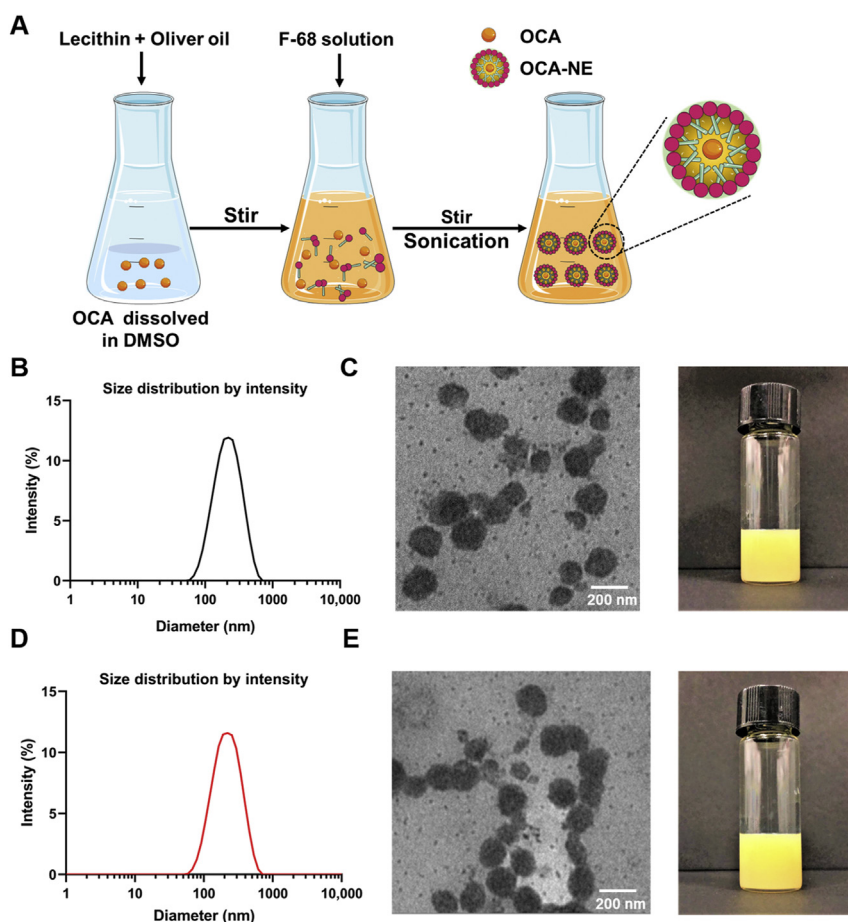 A
Lecithin + Oliver oil
F-68 solution
OCA
OCA-NE
Stir
Stir
Sonication
OCA dissolved
in DMSO
B
Size distribution by intensity
15
10
5
0
Intensity (%)
1
10
100
1000
10,000
Diameter (nm)
C
200 nm
D
Size distribution by intensity
15
10
5
0
Intensity (%)
1
10
100
1000
10,000
Diameter (nm)
E
200 nm